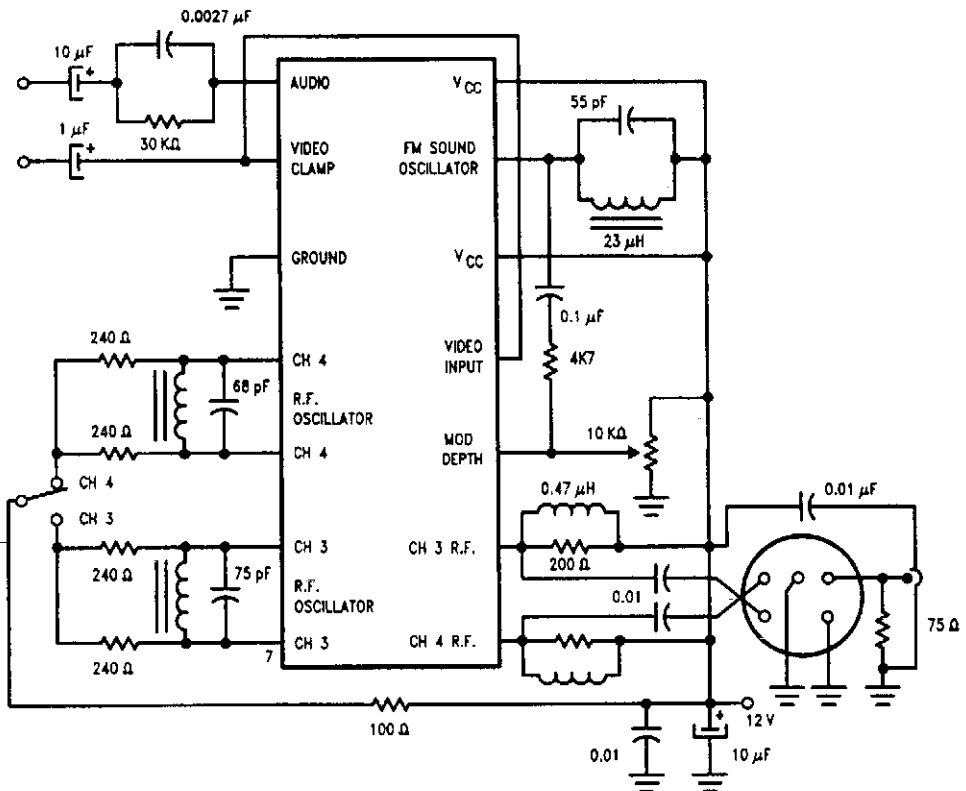 0.0027 µF
10 µF
30 KΩ
1 µF
AUDIO
VIDEO
CLAMP
GROUND
CH 4
R.F.
OSCILLATOR
CH 4
CH 3
R.F.
OSCILLATOR
CH 3
7
VCC
FM SOUND
OSCILLATOR
VCC
VIDEO
INPUT
MOD
DEPTH
CH 3 R.F.
CH 4 R.F.
55 pF
23 µH
0.1 µF
4K7
10 KΩ
240 Ω
68 pF
240 Ω
CH 4
CH 3
240 Ω
75 pF
240 Ω
0.47 µH
200 Ω
0.01 µF
0.01
75 Ω
100 Ω
12 V
0.01
+
10 µF
+
+